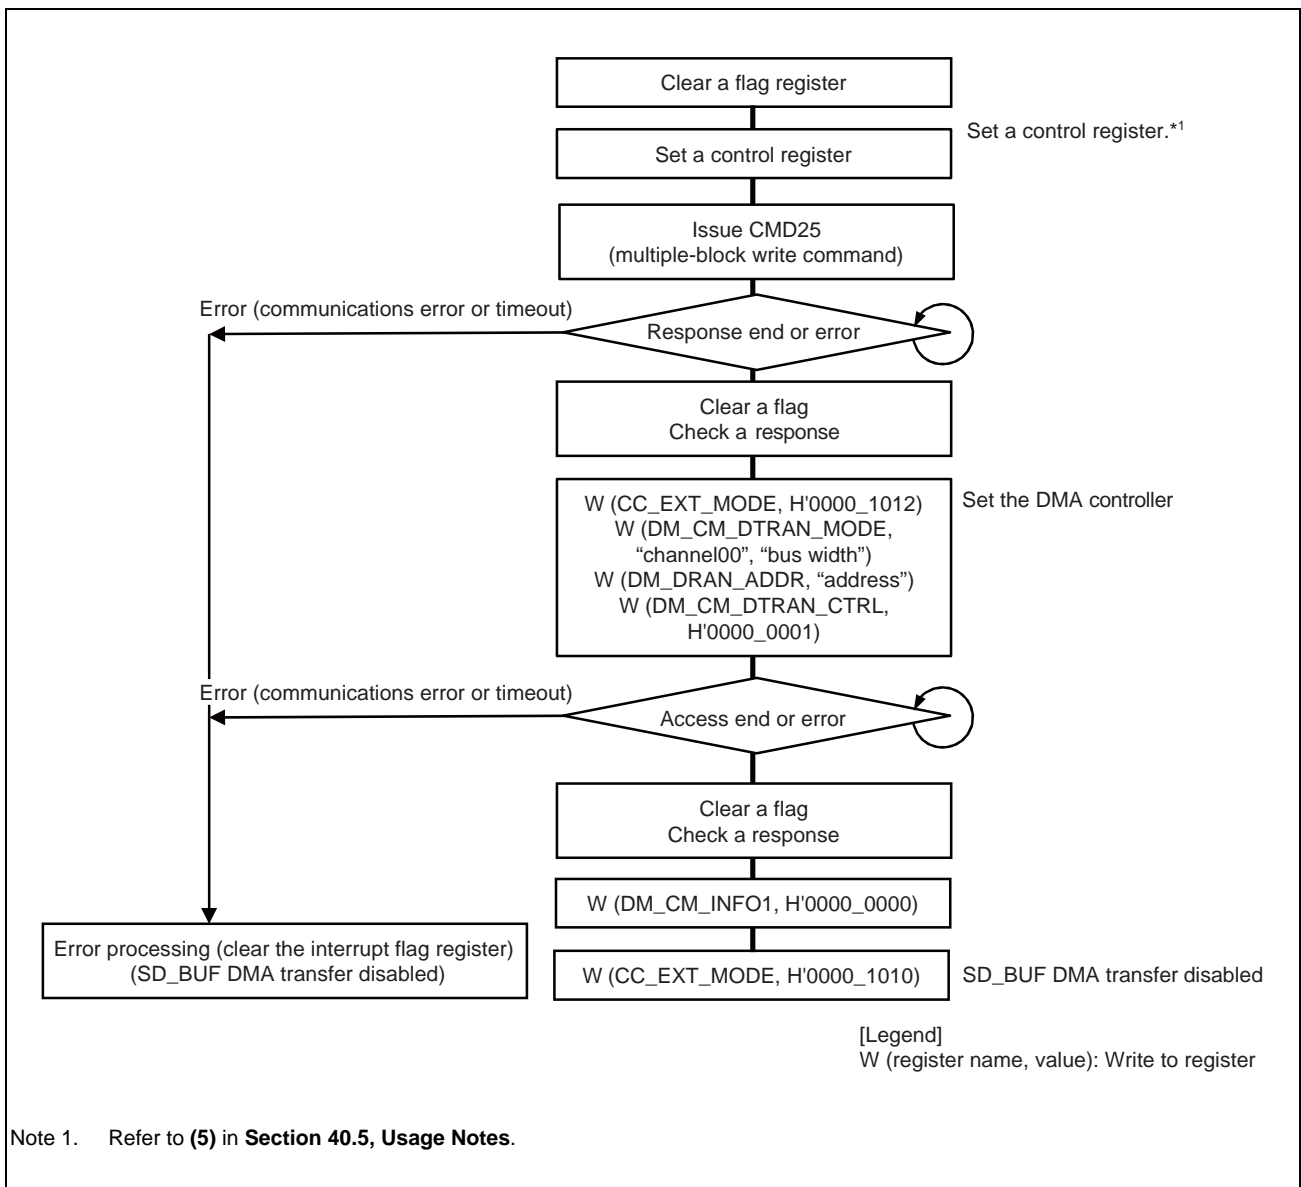 Clear a flag register
Set a control register.*1
Set a control register
Issue CMD25
(multiple-block write command)
Error (communications error or timeout)
Response end or error
Clear a flag
Check a response
W (CC_EXT_MODE, H'0000_1012)
Set the DMA controller
W (DM_CM_DTRAN_MODE,
“channel00”, “bus width”)
W (DM_DRAN_ADDR, “address”)
W (DM_CM_DTRAN_CTRL,
H'0000_0001)
Error (communications error or timeout)
Access end or error
Clear a flag
Check a response
W (DM_CM_INFO1, H'0000_0000)
Error processing (clear the interrupt flag register)
(SD_BUF DMA transfer disabled)
W (CC_EXT_MODE, H'0000_1010)
SD_BUF DMA transfer disabled
[Legend]
W (register name, value): Write to register
Note 1. Refer to (5) in Section 40.5, Usage Notes.